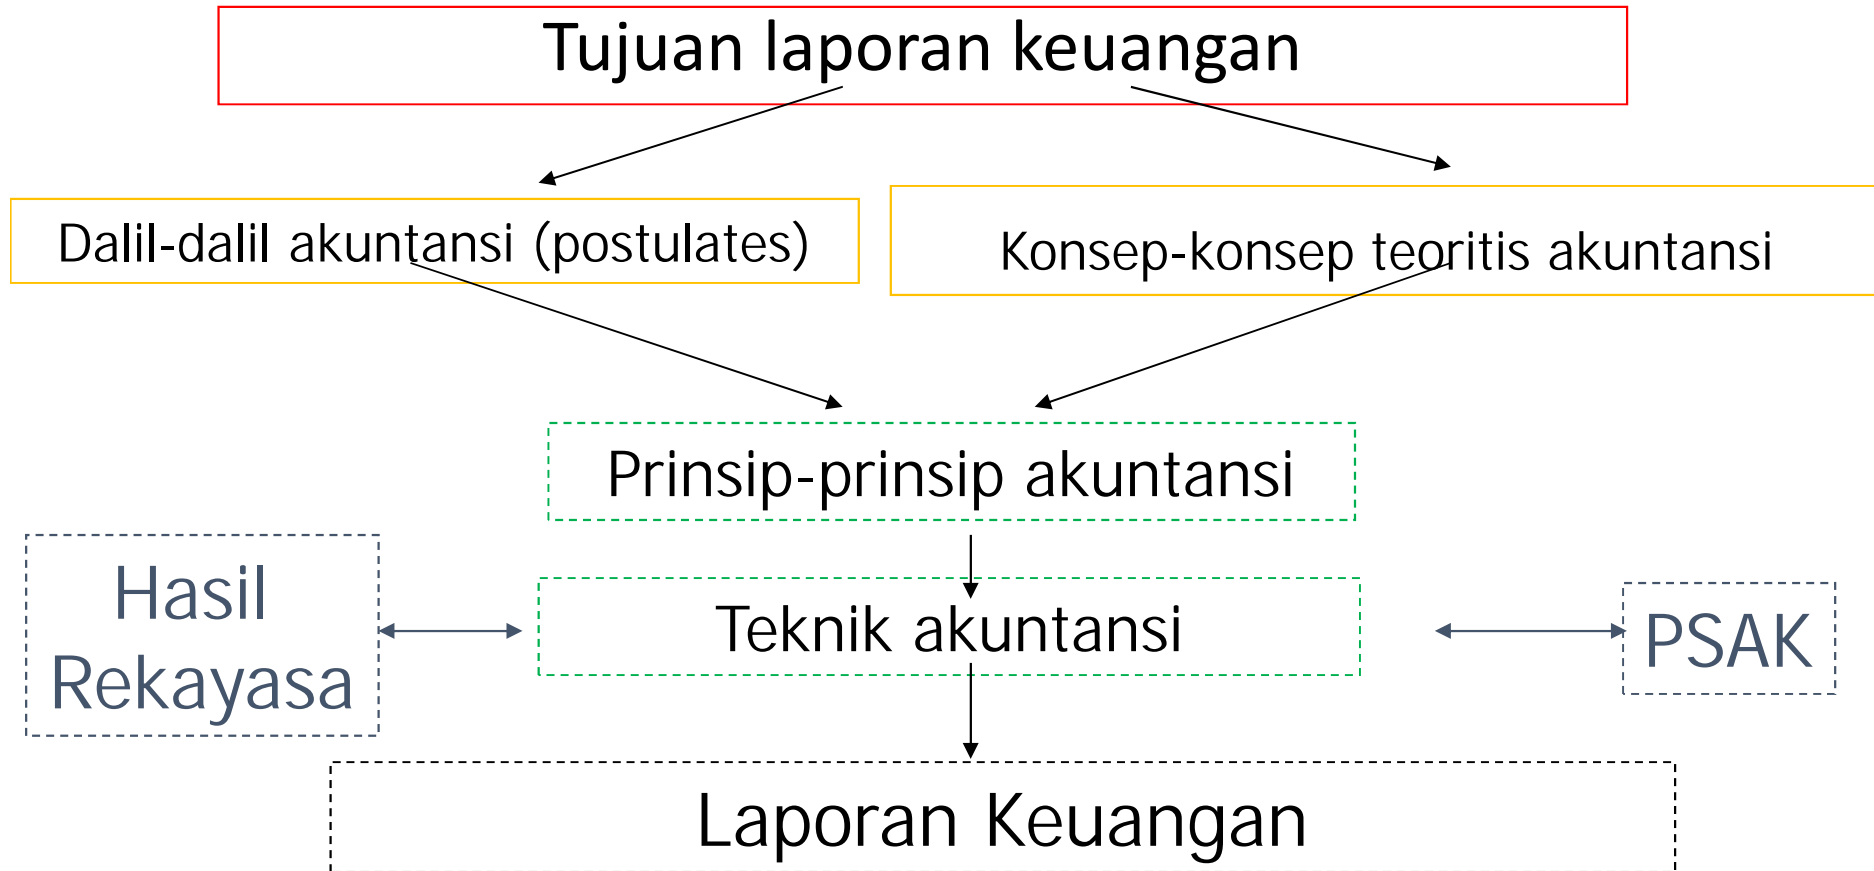 Tujuan laporan keuangan
Dalil-dalil akuntansi (postulates)
Konsep-konsep teoritis akuntansi
Prinsip-prinsip akuntansi
Hasil
Rekayasa
Teknik akuntansi
PSAK
Laporan Keuangan